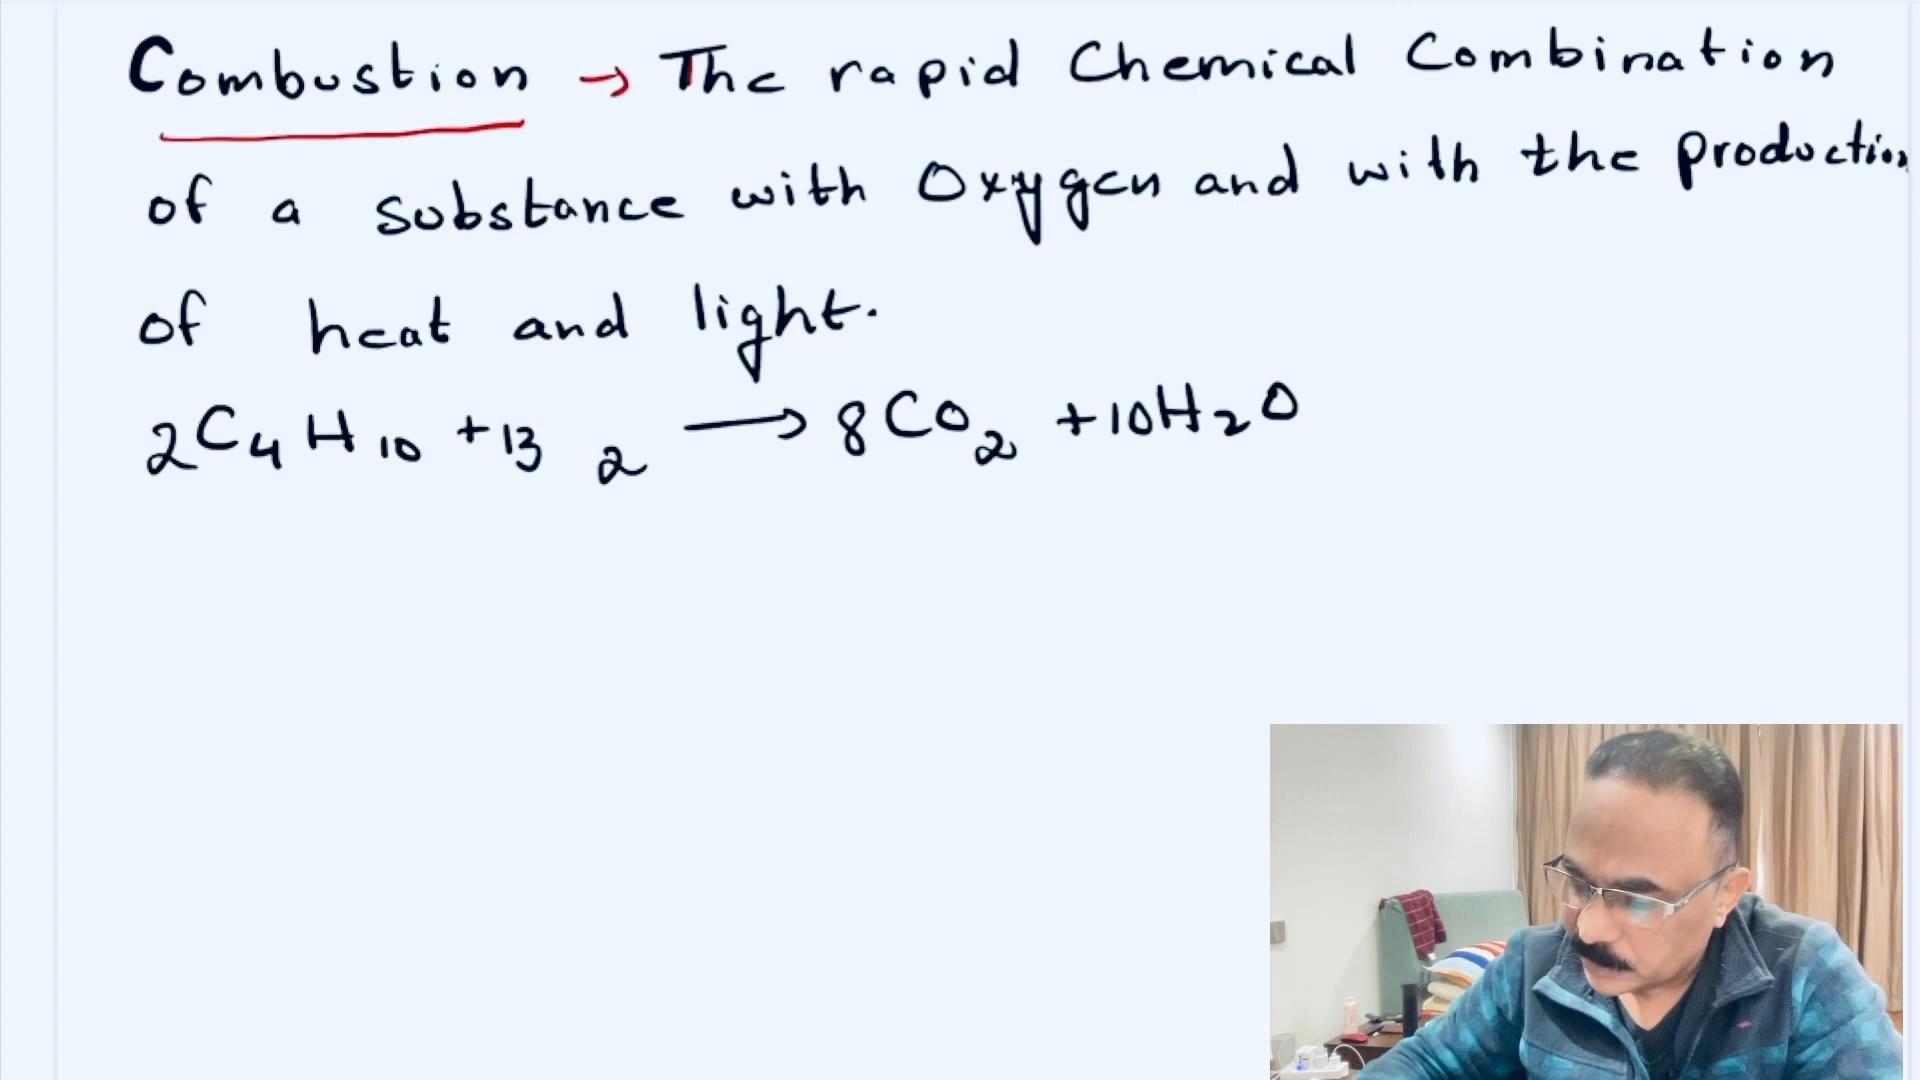 Combustion → The rapid Chemical Combination
of a substance with Oxygen and with the production
of heat and light.
2C₄H₁₀ + 13 ₂ ⟶ 8CO₂ + 10H₂O